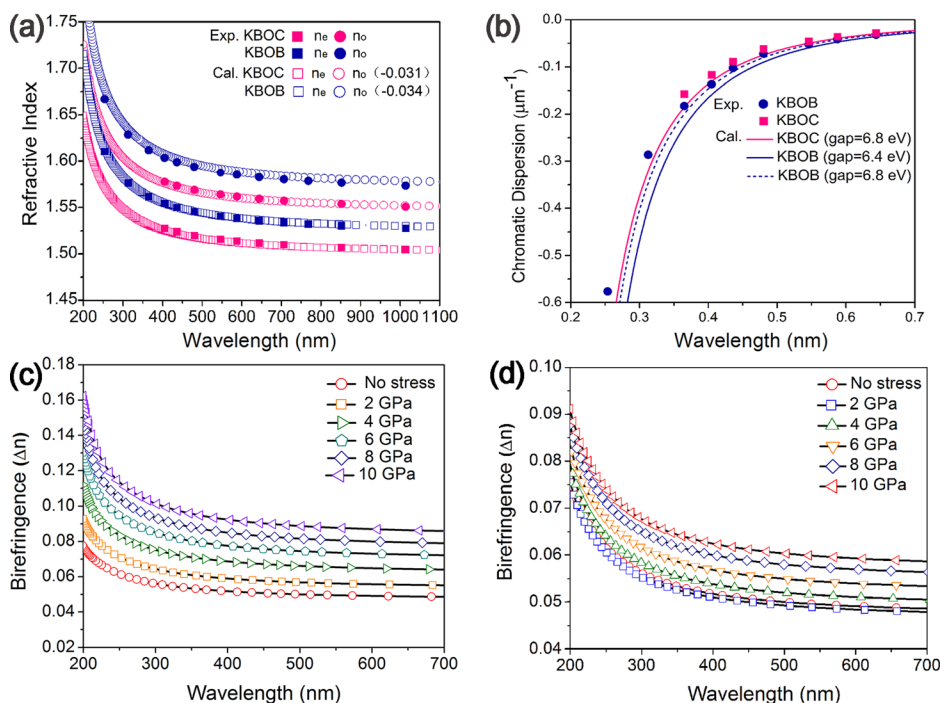 (a)
1.75
1.70
1.65
1.60
1.55
1.50
1.45
Refractive Index
Exp. KBOC nₑ nₒ
KBOB nₑ nₒ
Cal. KBOC nₑ nₒ (-0.031)
KBOB nₑ nₒ (-0.034)
200 300 400 500 600 700 800 900 1000 1100
Wavelength (nm)
(b)
0.0
-0.1
-0.2
-0.3
-0.4
-0.5
-0.6
Chromatic Dispersion (μm⁻¹)
Exp. KBOB
KBOC
Cal. KBOC (gap=6.8 eV)
KBOB (gap=6.4 eV)
KBOB (gap=6.8 eV)
0.2 0.3 0.4 0.5 0.6 0.7
Wavelength (nm)
(c)
0.18
0.16
0.14
0.12
0.10
0.08
0.06
0.04
0.02
Birefringence (Δn)
No stress
2 GPa
4 GPa
6 GPa
8 GPa
10 GPa
200 300 400 500 600 700
Wavelength (nm)
(d)
0.10
0.09
0.08
0.07
0.06
0.05
0.04
Birefringence (Δn)
No stress
2 GPa
4 GPa
6 GPa
8 GPa
10 GPa
200 300 400 500 600 700
Wavelength (nm)